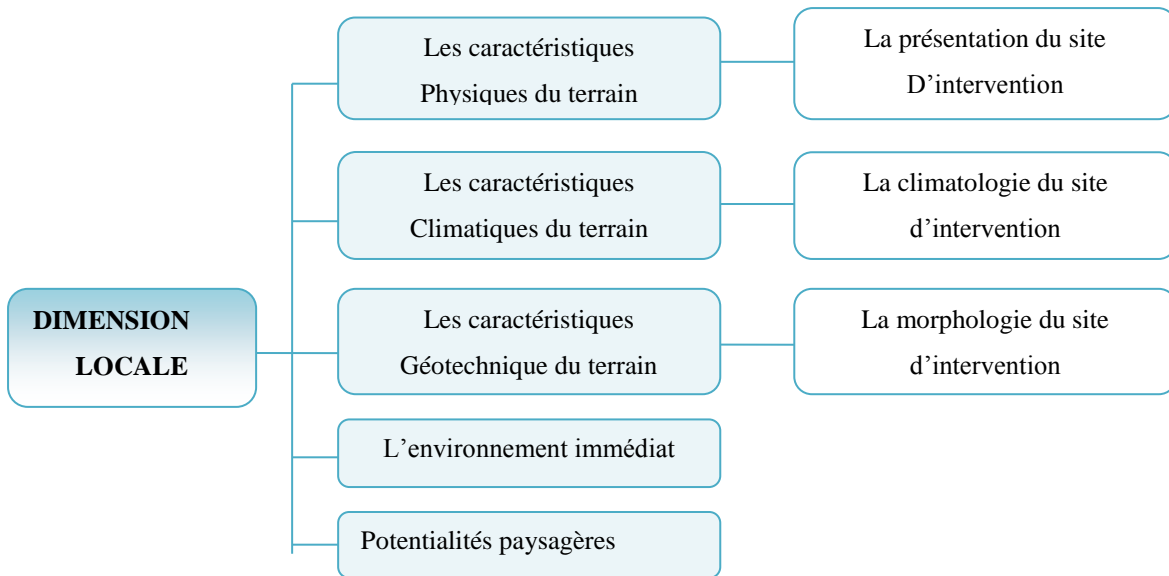 Les caractéristiques
Physiques du terrain
La présentation du site
D’intervention
Les caractéristiques
Climatiques du terrain
La climatologie du site
d’intervention
DIMENSION
LOCALE
Les caractéristiques
Géotechnique du terrain
La morphologie du site
d’intervention
L’environnement immédiat
Potentialités paysagères